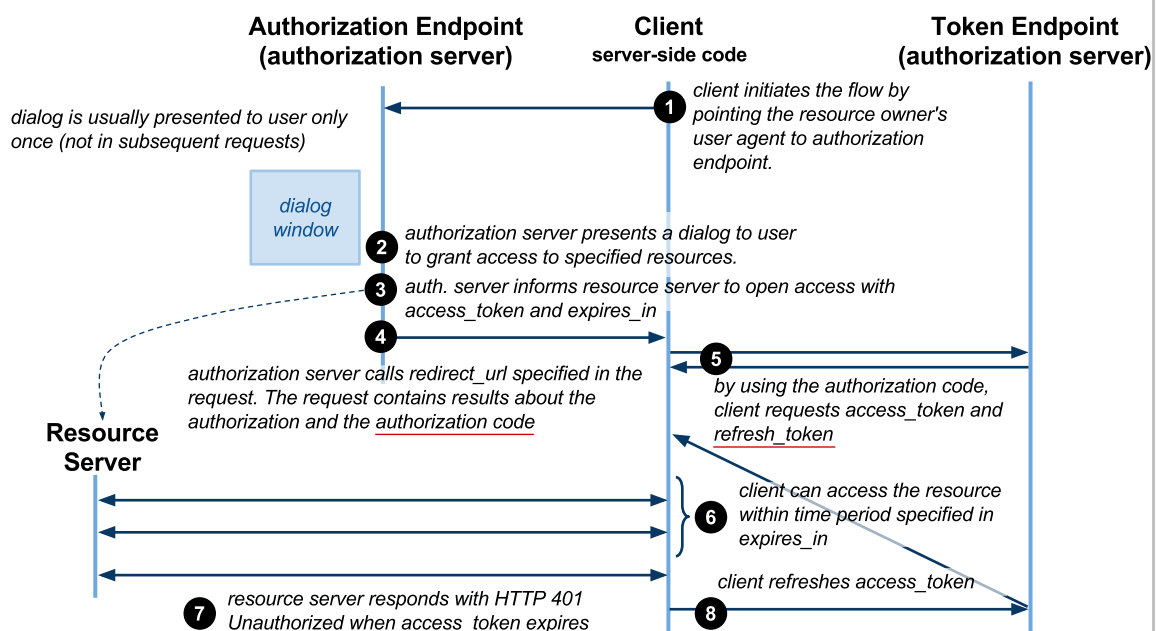 Authorization Endpoint
(authorization server)
Client
server-side code
Token Endpoint
(authorization server)
1
client initiates the flow by
pointing the resource owner's
user agent to authorization
endpoint.
dialog is usually presented to user only
once (not in subsequent requests)
dialog
window
2
authorization server presents a dialog to user
to grant access to specified resources.
3
auth. server informs resource server to open access with
access_token and expires_in
4
authorization server calls redirect_url specified in the
request. The request contains results about the
authorization and the authorization code
5
by using the authorization code,
client requests access_token and
refresh_token
Resource
Server
6
client can access the resource
within time period specified in
expires_in
7
resource server responds with HTTP 401
Unauthorized when access_token expires
8
client refreshes access_token